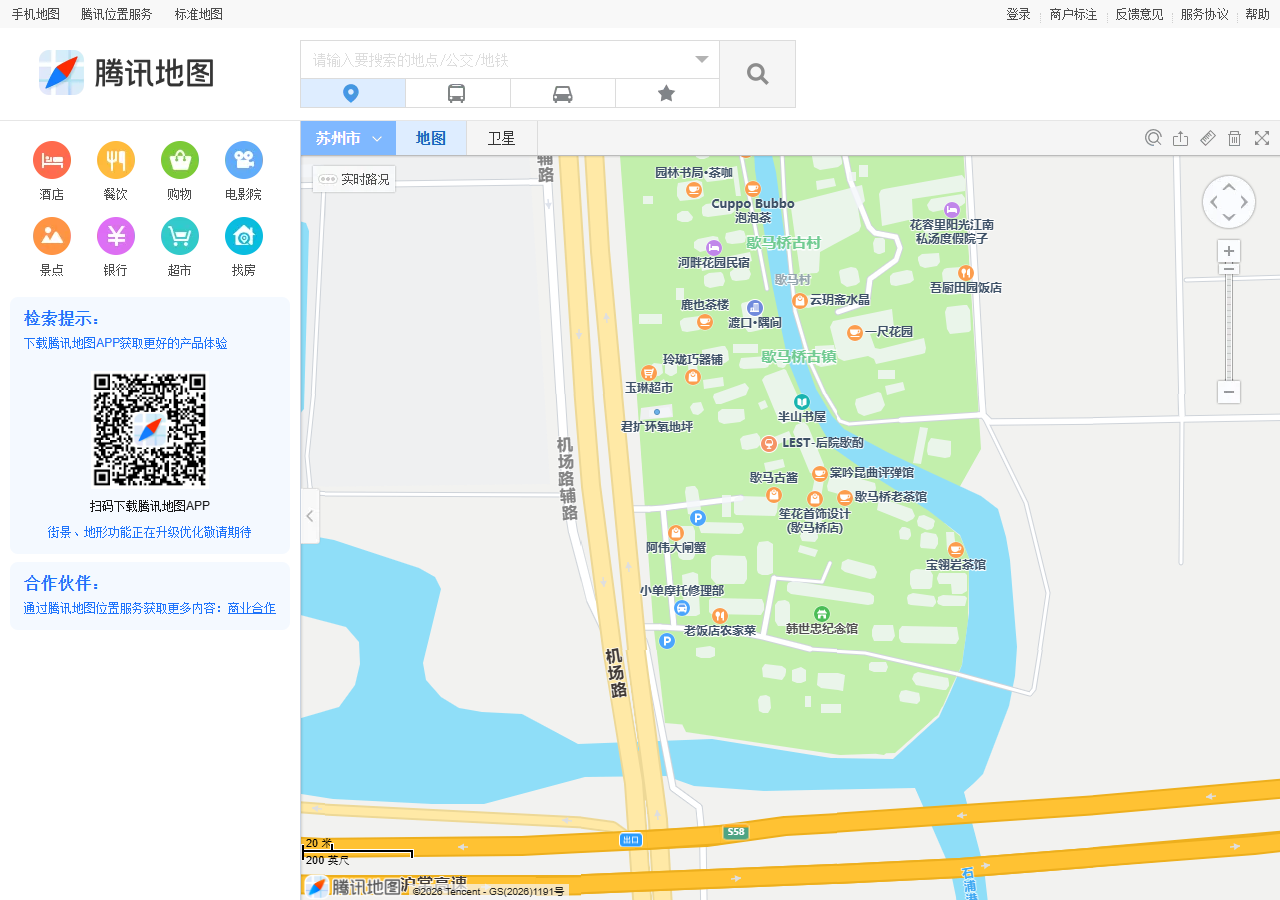 手机地图 腾讯位置服务 标准地图
登录 商户标注 反馈意见 服务协议 帮助
腾讯地图
请输入要搜索的地点/公交/地铁
苏州市 地图 卫星
实时路况
酒店 餐饮 购物 电影院
景点 银行 超市 找房
检索提示：
下载腾讯地图APP获取更好的产品体验
扫码下载腾讯地图APP
街景、地形功能正在升级优化敬请期待
合作伙伴：
通过腾讯地图位置服务获取更多内容：商业合作
辅路
园林书局·茶咖
Cuppo Bubbo
泡泡茶
花容里阳光江南
私汤度假院子
歇马桥古村
河畔花园民宿
歇马村
吾厨田园饭店
云玥斋水晶
鹿也茶楼
渡口·隅间
一尺花园
歇马桥古镇
玲珑巧器铺
玉琳超市
半山书屋
君扩环氧地坪
LEST-后院歇酌
机场路辅路
歇马古酱
棠吟昆曲评弹馆
歇马桥老茶馆
笙花首饰设计
(歇马桥店)
P
阿伟大闸蟹
宝翎岩茶馆
小单摩托修理部
老饭店农家菜
韩世忠纪念馆
P
机场路
S58
出口
20 米
200 英尺
沪常高速
腾讯地图
©2026 Tencent - GS(2026)1191号
石浦港